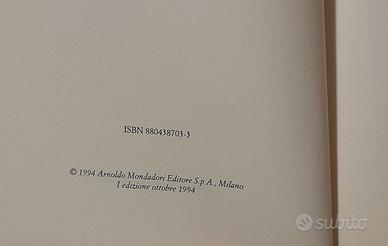 ISBN 880438703-3
© 1994 Arnoldo Mondadori Editore S.p.A., Milano
I edizione ottobre 1994
subito